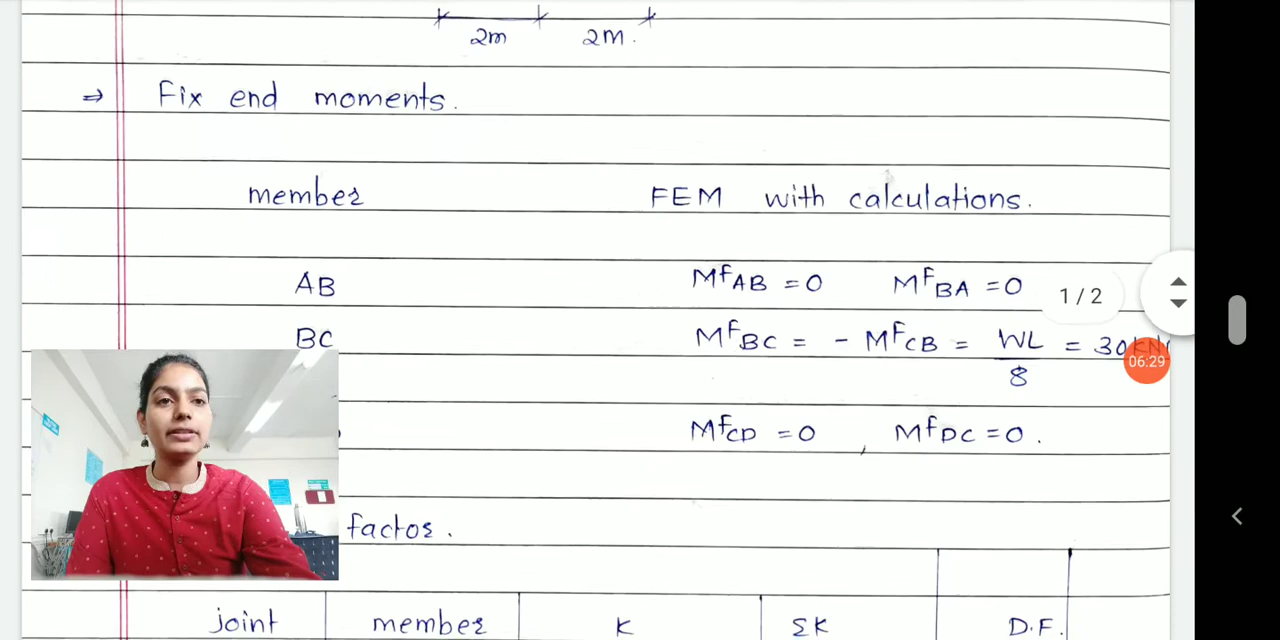 2m 2m.
⇒ Fix end moments.
member FEM with calculations.
AB MᶠAB = 0 MᶠBA = 0
1 / 2
BC MᶠBC = - MᶠCB = WL/8 = 30
06:29
MᶠCD = 0 , MᶠDC = 0 .
factos .
joint member K ΣK D.F.